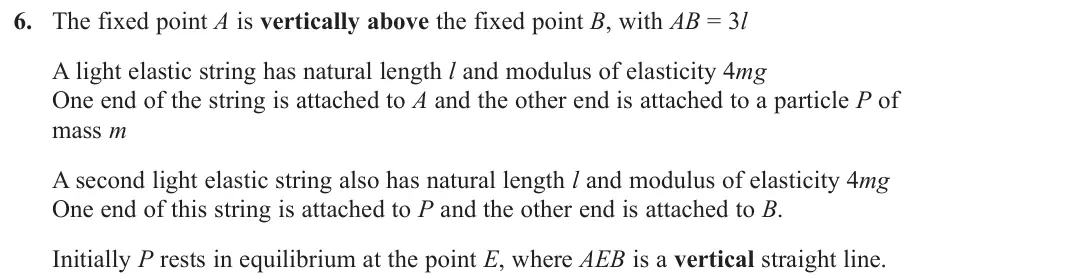 6. The fixed point A is vertically above the fixed point B, with AB = 3l
A light elastic string has natural length l and modulus of elasticity 4mg
One end of the string is attached to A and the other end is attached to a particle P of
mass m
A second light elastic string also has natural length l and modulus of elasticity 4mg
One end of this string is attached to P and the other end is attached to B.
Initially P rests in equilibrium at the point E, where AEB is a vertical straight line.